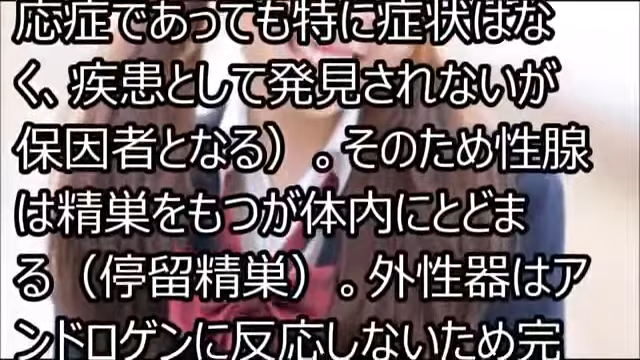 応症であっても特に症状はな
く、疾患として発見されないが
保因者となる）。そのため性腺
は精巣をもつが体内にとどま
る（停留精巣）。外性器はア
ンドロゲンに反応しないため完